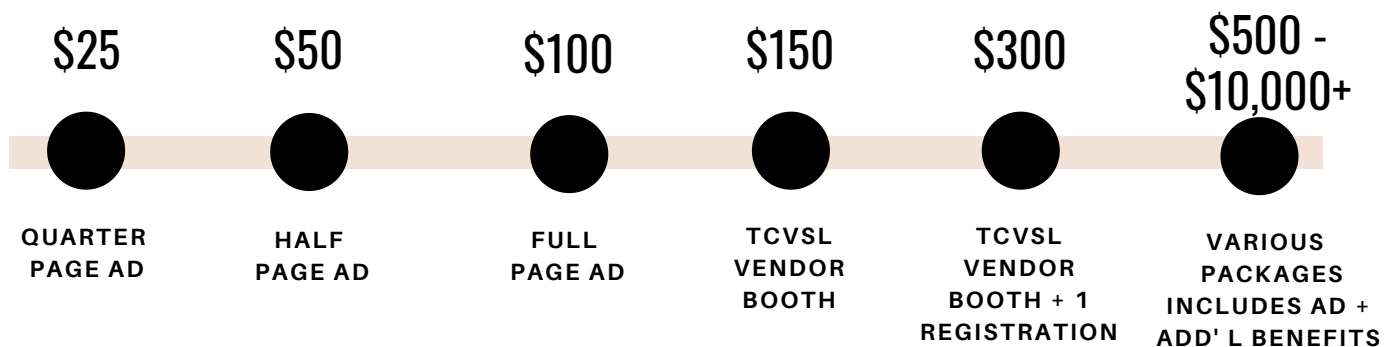 $25
QUARTER
PAGE AD
$50
HALF
PAGE AD
$100
FULL
PAGE AD
$150
TCVSL
VENDOR
BOOTH
$300
TCVSL
VENDOR
BOOTH + 1
REGISTRATION
$500 -
$10,000+
VARIOUS
PACKAGES
INCLUDES AD +
ADD' L BENEFITS